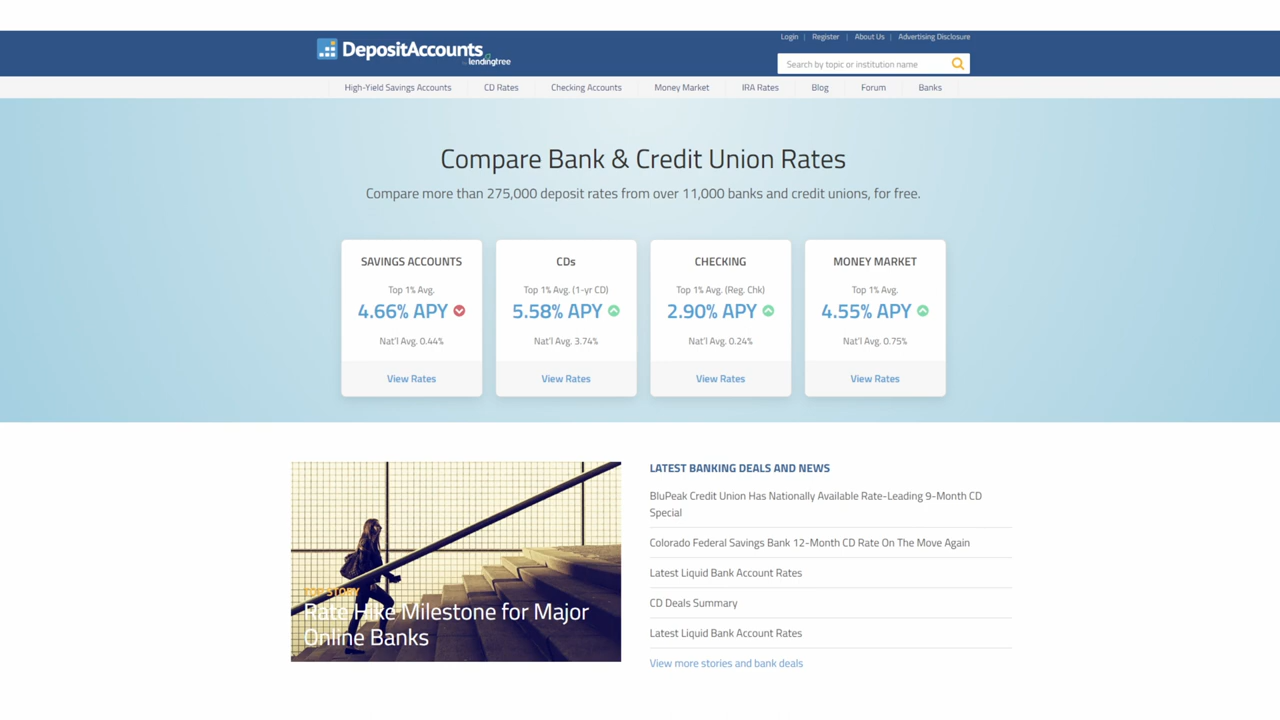 DepositAccounts
by lendingtree
Login | Register | About Us | Advertising Disclosure
Search by topic or institution name
High-Yield Savings Accounts
CD Rates
Checking Accounts
Money Market
IRA Rates
Blog
Forum
Banks
Compare Bank & Credit Union Rates
Compare more than 275,000 deposit rates from over 11,000 banks and credit unions, for free.
SAVINGS ACCOUNTS
Top 1% Avg.
4.66% APY
Nat'l Avg. 0.44%
View Rates
CDs
Top 1% Avg. (1-yr CD)
5.58% APY
Nat'l Avg. 3.74%
View Rates
CHECKING
Top 1% Avg. (Reg. Chk)
2.90% APY
Nat'l Avg. 0.24%
View Rates
MONEY MARKET
Top 1% Avg.
4.55% APY
Nat'l Avg. 0.75%
View Rates
TOP STORY
Rate Hike Milestone for Major
Online Banks
LATEST BANKING DEALS AND NEWS
BluPeak Credit Union Has Nationally Available Rate-Leading 9-Month CD
Special
Colorado Federal Savings Bank 12-Month CD Rate On The Move Again
Latest Liquid Bank Account Rates
CD Deals Summary
Latest Liquid Bank Account Rates
View more stories and bank deals